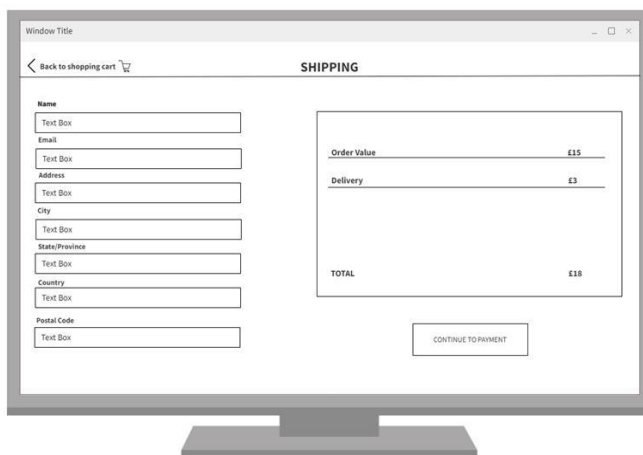 Window Title
Back to shopping cart
SHIPPING
Name
Text Box
Email
Text Box
Address
Text Box
City
Text Box
State/Province
Text Box
Country
Text Box
Postal Code
Text Box
Order Value £15
Delivery £3
TOTAL £18
CONTINUE TO PAYMENT